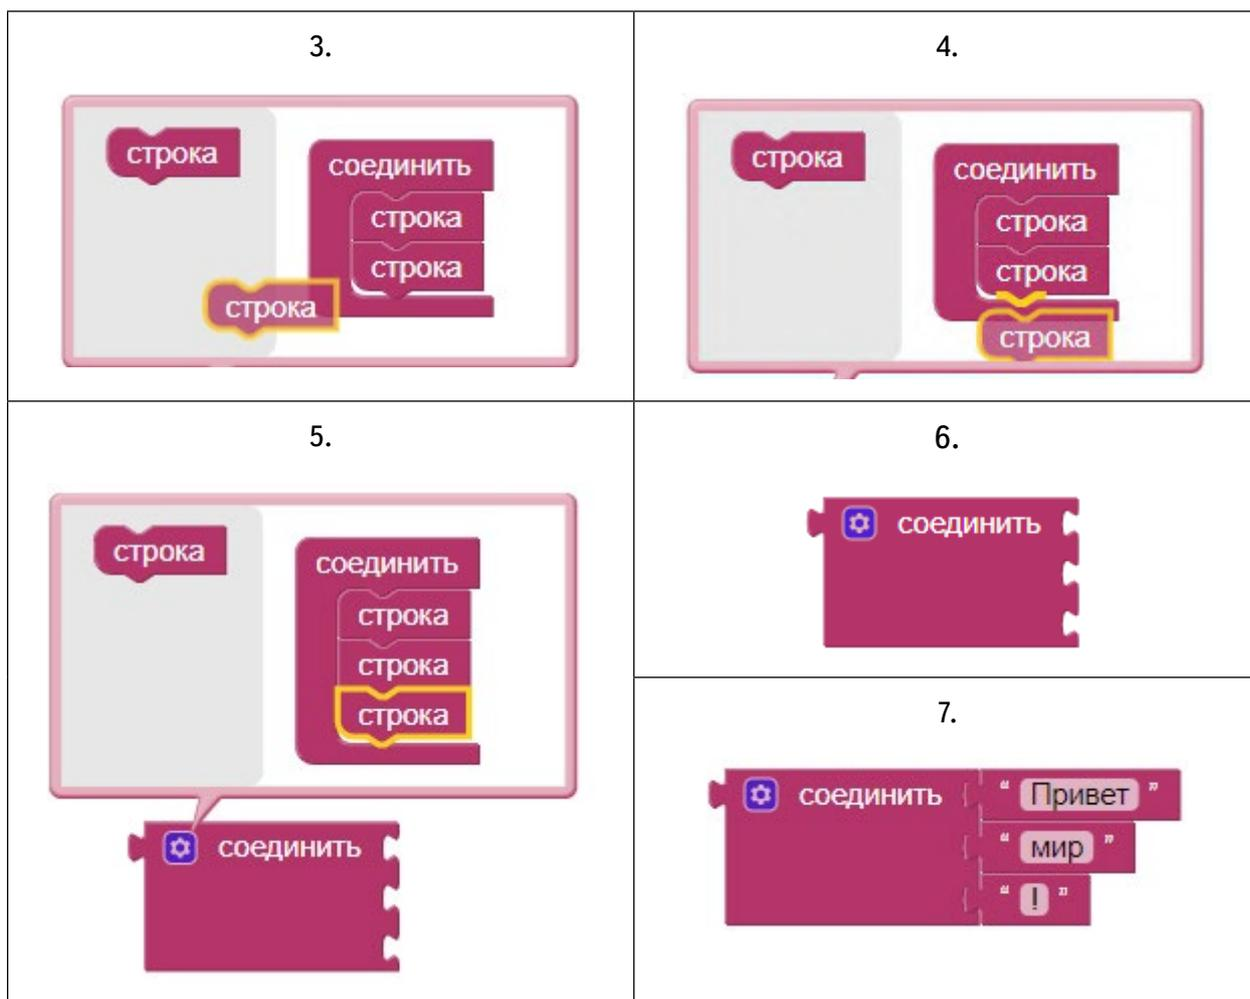 3.
строка
соединить
строка
строка
строка
4.
строка
соединить
строка
строка
строка
5.
строка
соединить
строка
строка
строка
соединить
6.
соединить
7.
соединить
“ Привет ”
“ мир ”
“ ! ”